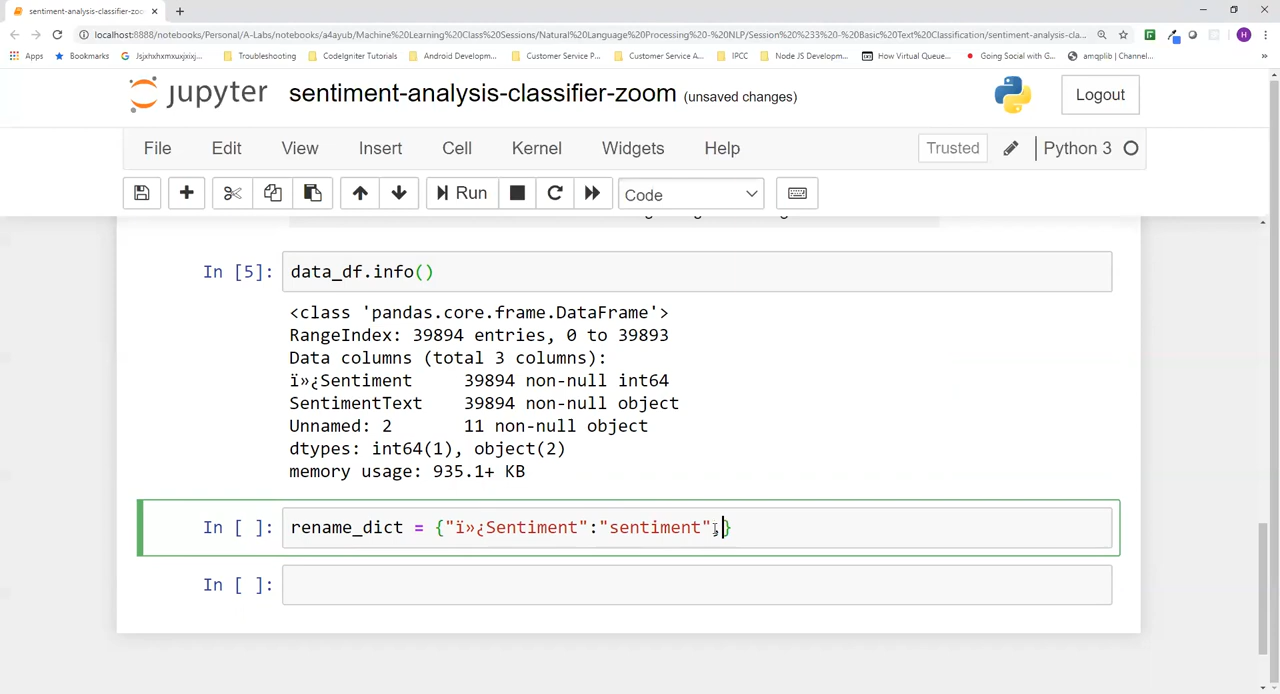 sentiment-analysis-classifier-zoom
localhost:8888/notebooks/Personal/A-Labs/notebooks/a4ayub/Machine%20Learning%20Class%20Sessions/Natural%20Language%20Processing%20-%20NLP/Session%20%233%20-%20Basic%20Text%20Classification/sentiment-analysis-cl...
Apps Bookmarks Jsjxhxhxmxuxjxixj... Troubleshooting CodeIgniter Tutorials Android Developm... Customer Service P... Customer Service A... IPCC Node JS Developm... How Virtual Queue... Going Social with G... amqplib | Channel...
jupyter sentiment-analysis-classifier-zoom (unsaved changes) Logout
File Edit View Insert Cell Kernel Widgets Help Trusted Python 3
Run Code
In [5]: data_df.info()
<class 'pandas.core.frame.DataFrame'>
RangeIndex: 39894 entries, 0 to 39893
Data columns (total 3 columns):
ï»¿Sentiment 39894 non-null int64
SentimentText 39894 non-null object
Unnamed: 2 11 non-null object
dtypes: int64(1), object(2)
memory usage: 935.1+ KB
In [ ]: rename_dict = {"ï»¿Sentiment":"sentiment",}
In [ ]: